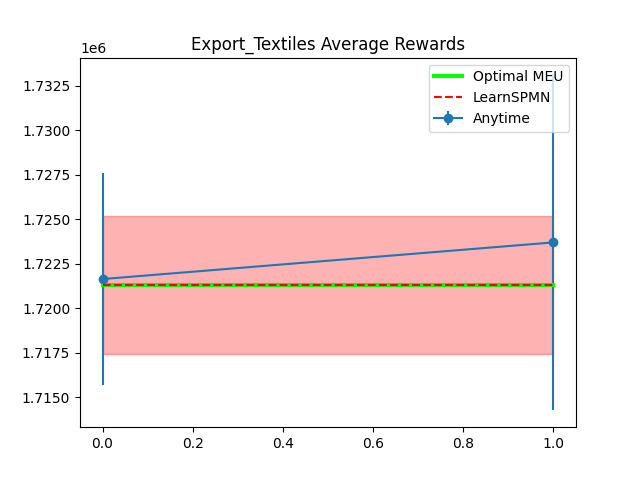 Export_Textiles Average Rewards
1e6
Optimal MEU
LearnSPMN
Anytime
1.7325
1.7300
1.7275
1.7250
1.7225
1.7200
1.7175
1.7150
0.0 0.2 0.4 0.6 0.8 1.0